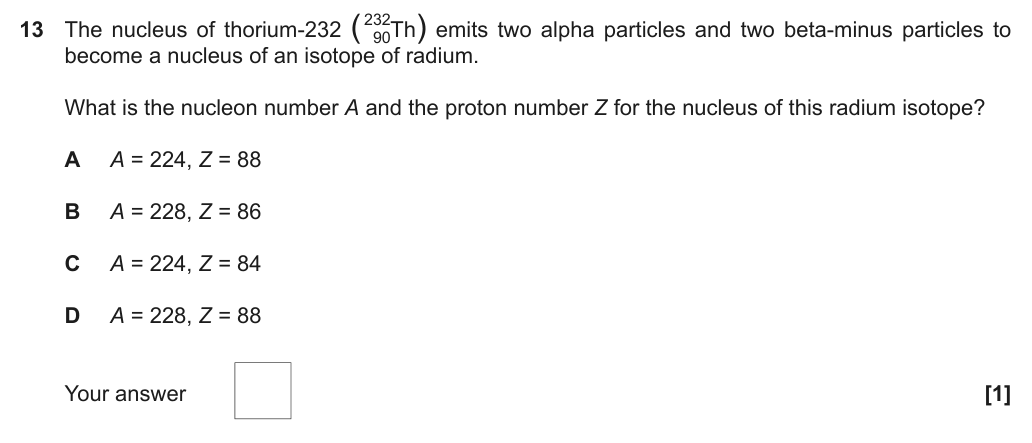 13 The nucleus of thorium-232 (²³²₉₀Th) emits two alpha particles and two beta-minus particles to
become a nucleus of an isotope of radium.
What is the nucleon number A and the proton number Z for the nucleus of this radium isotope?
A A = 224, Z = 88
B A = 228, Z = 86
C A = 224, Z = 84
D A = 228, Z = 88
Your answer [1]